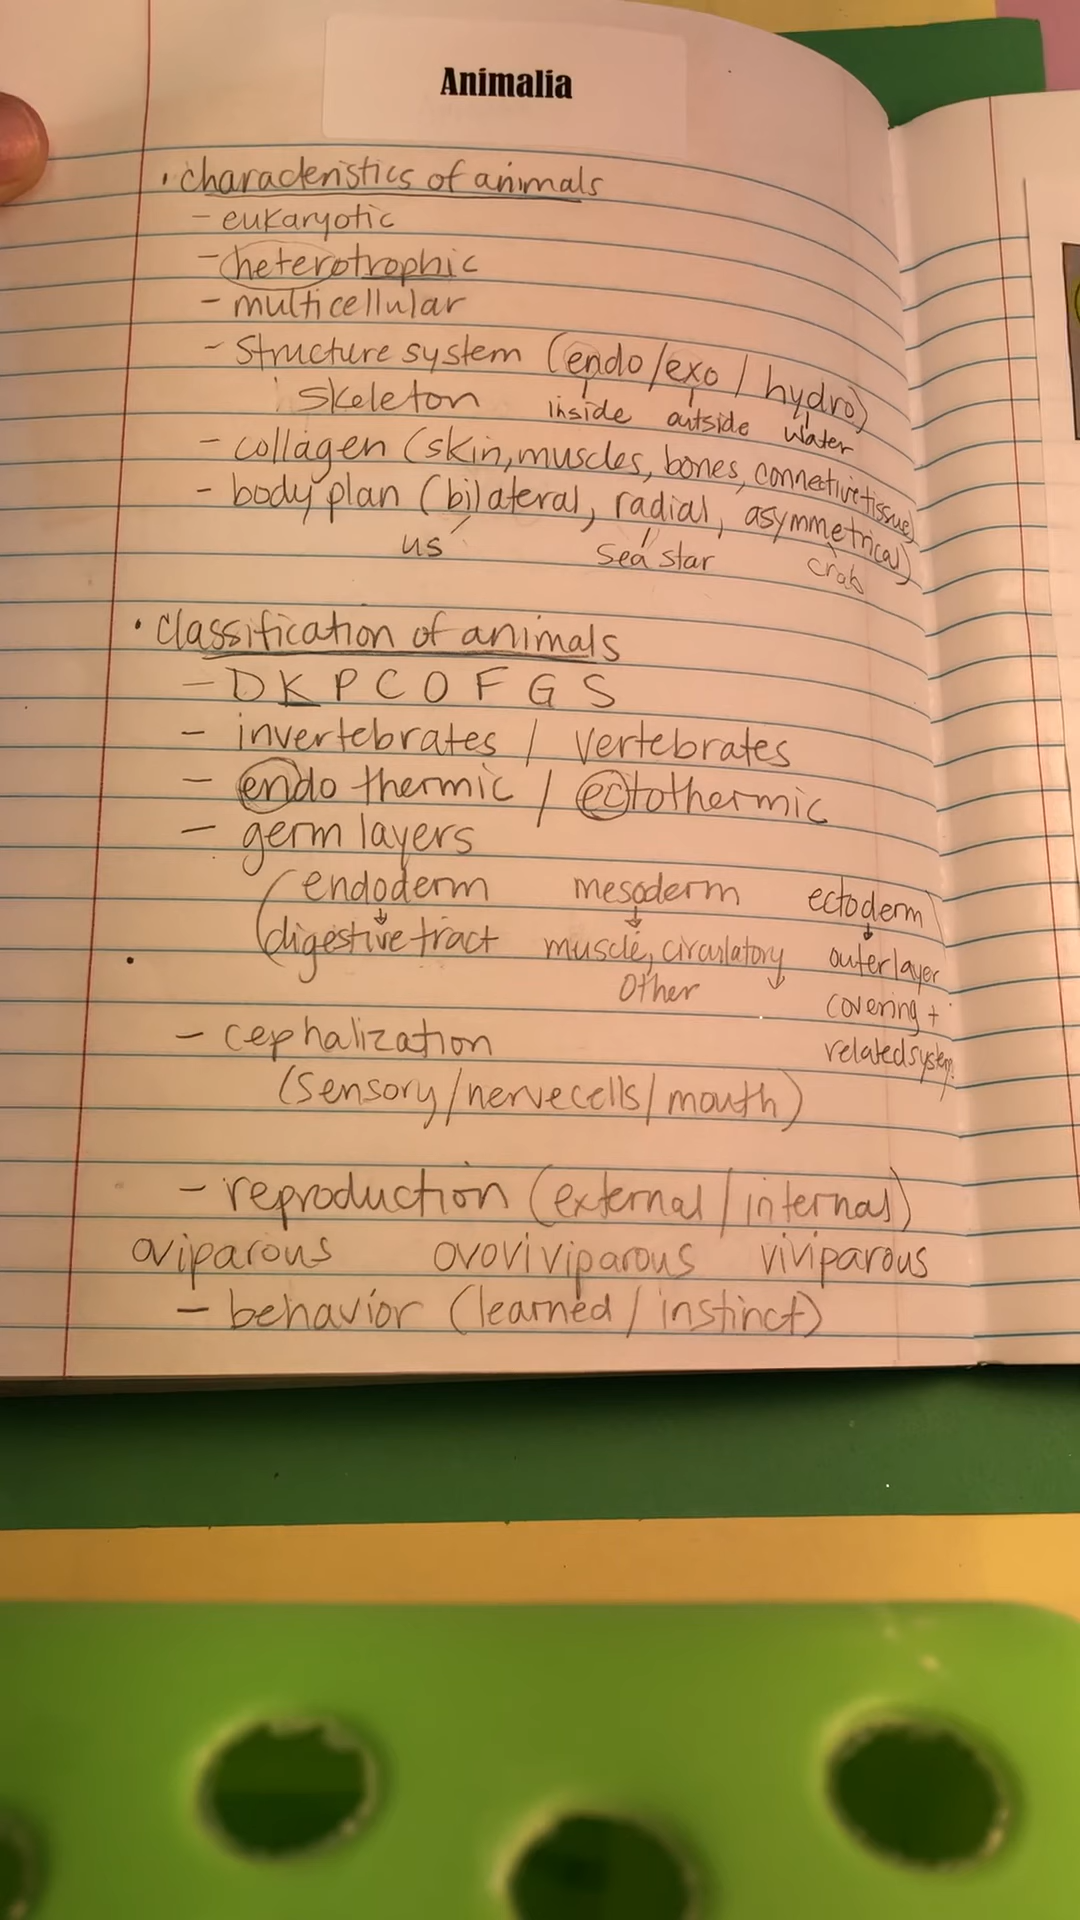 Animalia
• characteristics of animals
- eukaryotic
- heterotrophic
- multicellular
- structure system (endo/exo/hydro)
skeleton inside outside water
- collagen (skin, muscles, bones, connective tissue)
- body plan (bilateral, radial, asymmetrical)
us sea star crab
• classification of animals
- D K P C O F G S
- invertebrates / vertebrates
- endothermic / ectothermic
- germ layers
(endoderm mesoderm ectoderm)
digestive tract muscle, circulatory outer layer
other covering +
- cephalization related system
(sensory/nerve cells/mouth)
- reproduction (external/internal)
oviparous ovoviviparous viviparous
- behavior (learned/instinct)